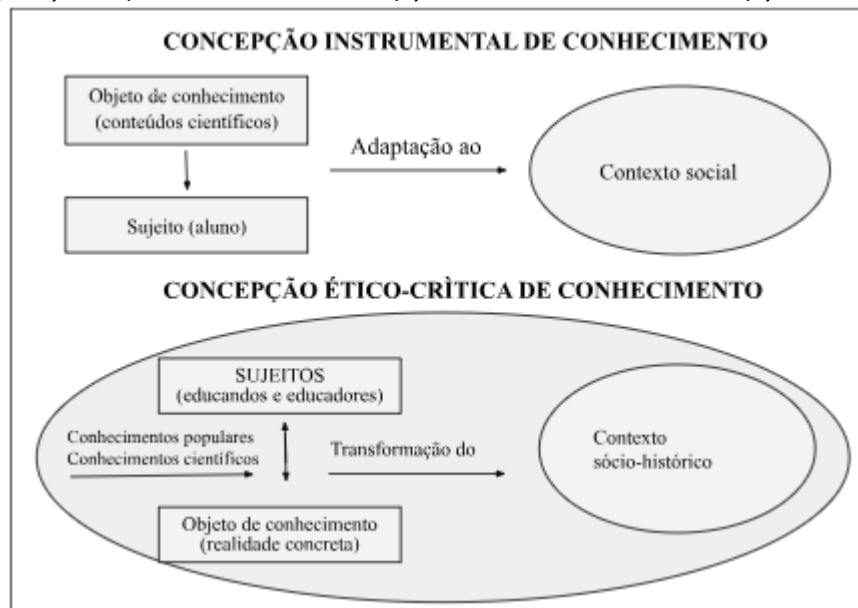 CONCEPÇÃO INSTRUMENTAL DE CONHECIMENTO
Objeto de conhecimento
(conteúdos científicos)
Adaptação ao
Contexto social
Sujeito (aluno)
CONCEPÇÃO ÉTICO-CRÌTICA DE CONHECIMENTO
SUJEITOS
(educandos e educadores)
Conhecimentos populares
Conhecimentos científicos
Transformação do
Contexto
sócio-histórico
Objeto de conhecimento
(realidade concreta)